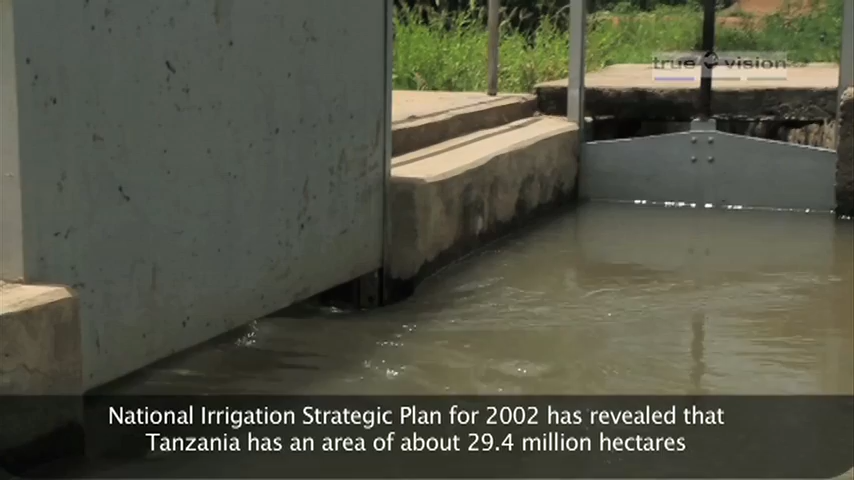 true vision
National Irrigation Strategic Plan for 2002 has revealed that
Tanzania has an area of about 29.4 million hectares